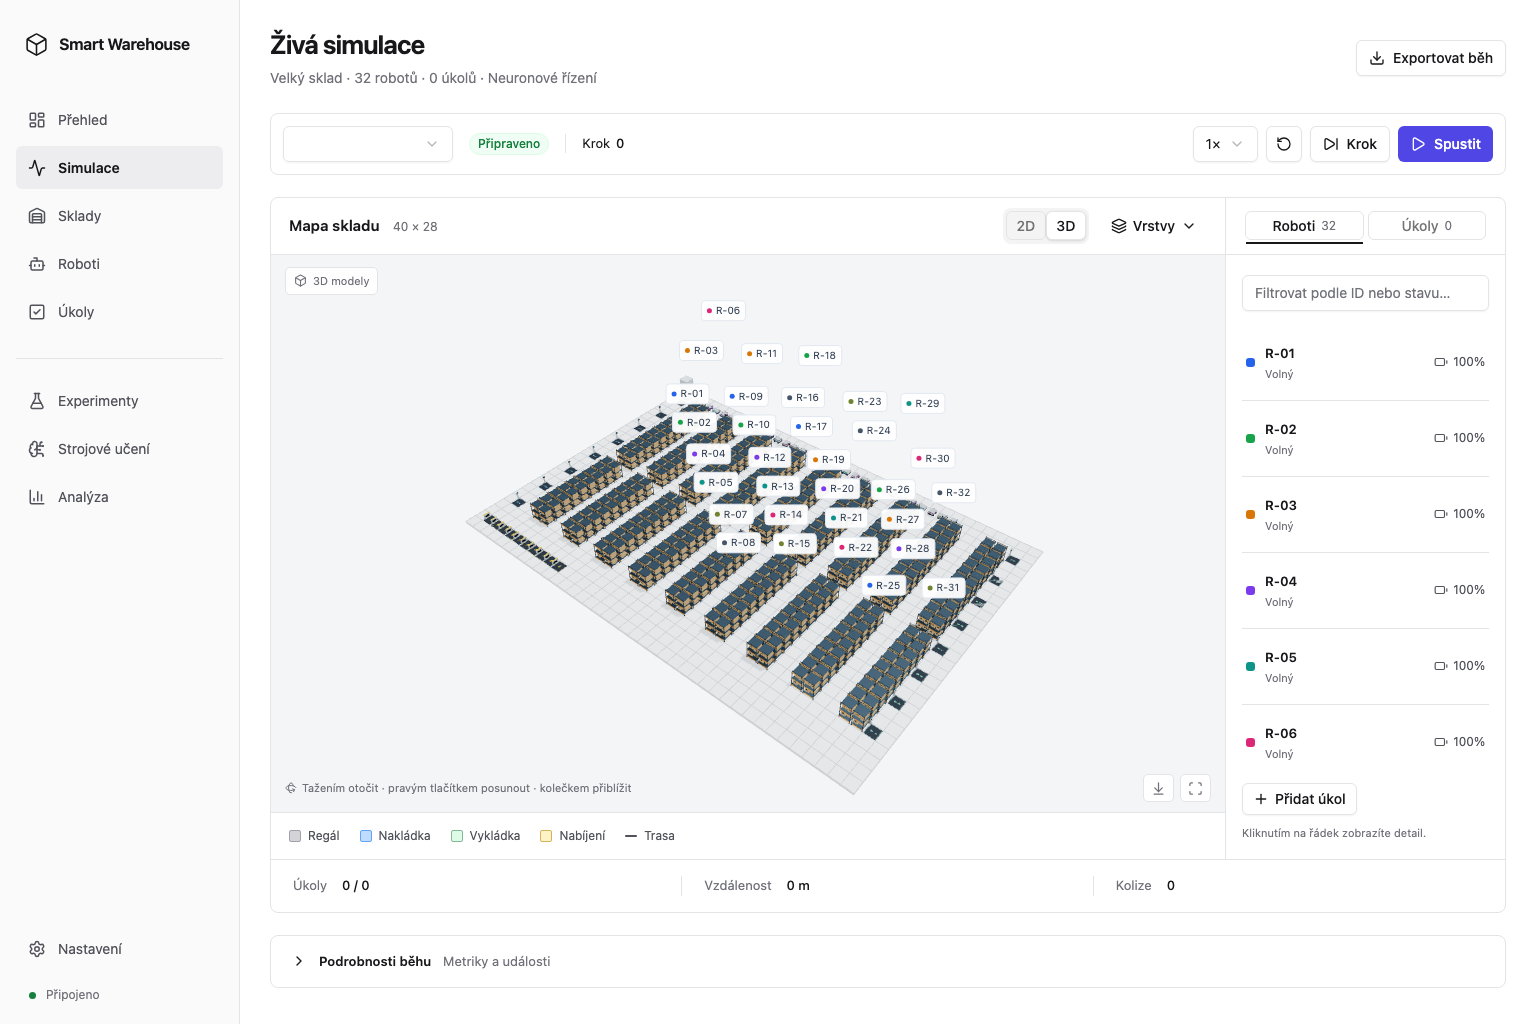 Smart Warehouse
Přehled
Simulace
Sklady
Roboti
Úkoly
Experimenty
Strojové učení
Analýza
Nastavení
Připojeno
Živá simulace
Velký sklad · 32 robotů · 0 úkolů · Neuronové řízení
Exportovat běh
Připraveno
Krok 0
1×
Krok
Spustit
Mapa skladu 40 × 28
2D 3D
Vrstvy
3D modely
R-06
R-03 R-11 R-18
R-01 R-09 R-16 R-23 R-29
R-02 R-10 R-17 R-24
R-04 R-12 R-19 R-30
R-05 R-13 R-20 R-26 R-32
R-07 R-14 R-21 R-27
R-08 R-15 R-22 R-28
R-25 R-31
Tažením otočit · pravým tlačítkem posunout · kolečkem přiblížit
Regál Nakládka Vykládka Nabíjení Trasa
Roboti 32 Úkoly 0
Filtrovat podle ID nebo stavu...
R-01
Volný 100%
R-02
Volný 100%
R-03
Volný 100%
R-04
Volný 100%
R-05
Volný 100%
R-06
Volný 100%
Přidat úkol
Kliknutím na řádek zobrazíte detail.
Úkoly 0 / 0 Vzdálenost 0 m Kolize 0
Podrobnosti běhu Metriky a události